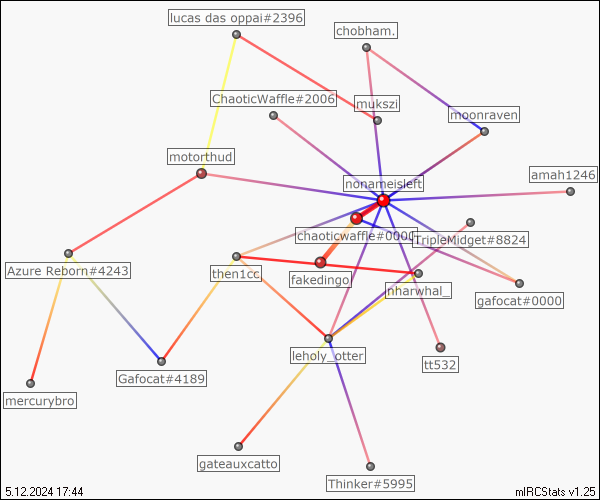 lucas das oppai#2396
chobham.
ChaoticWaffle#2006
mukszi
moonraven
motorthud
amah1246
nonameisleft
chaoticwaffle#0000
TripleMidget#8824
Azure Reborn#4243
then1cc
fakedingo
nharwhal_
gafocat#0000
leholy_otter
tt532
Gafocat#4189
mercurybro
gateauxcatto
Thinker#5995
5.12.2024 17:44
mIRCStats v1.25